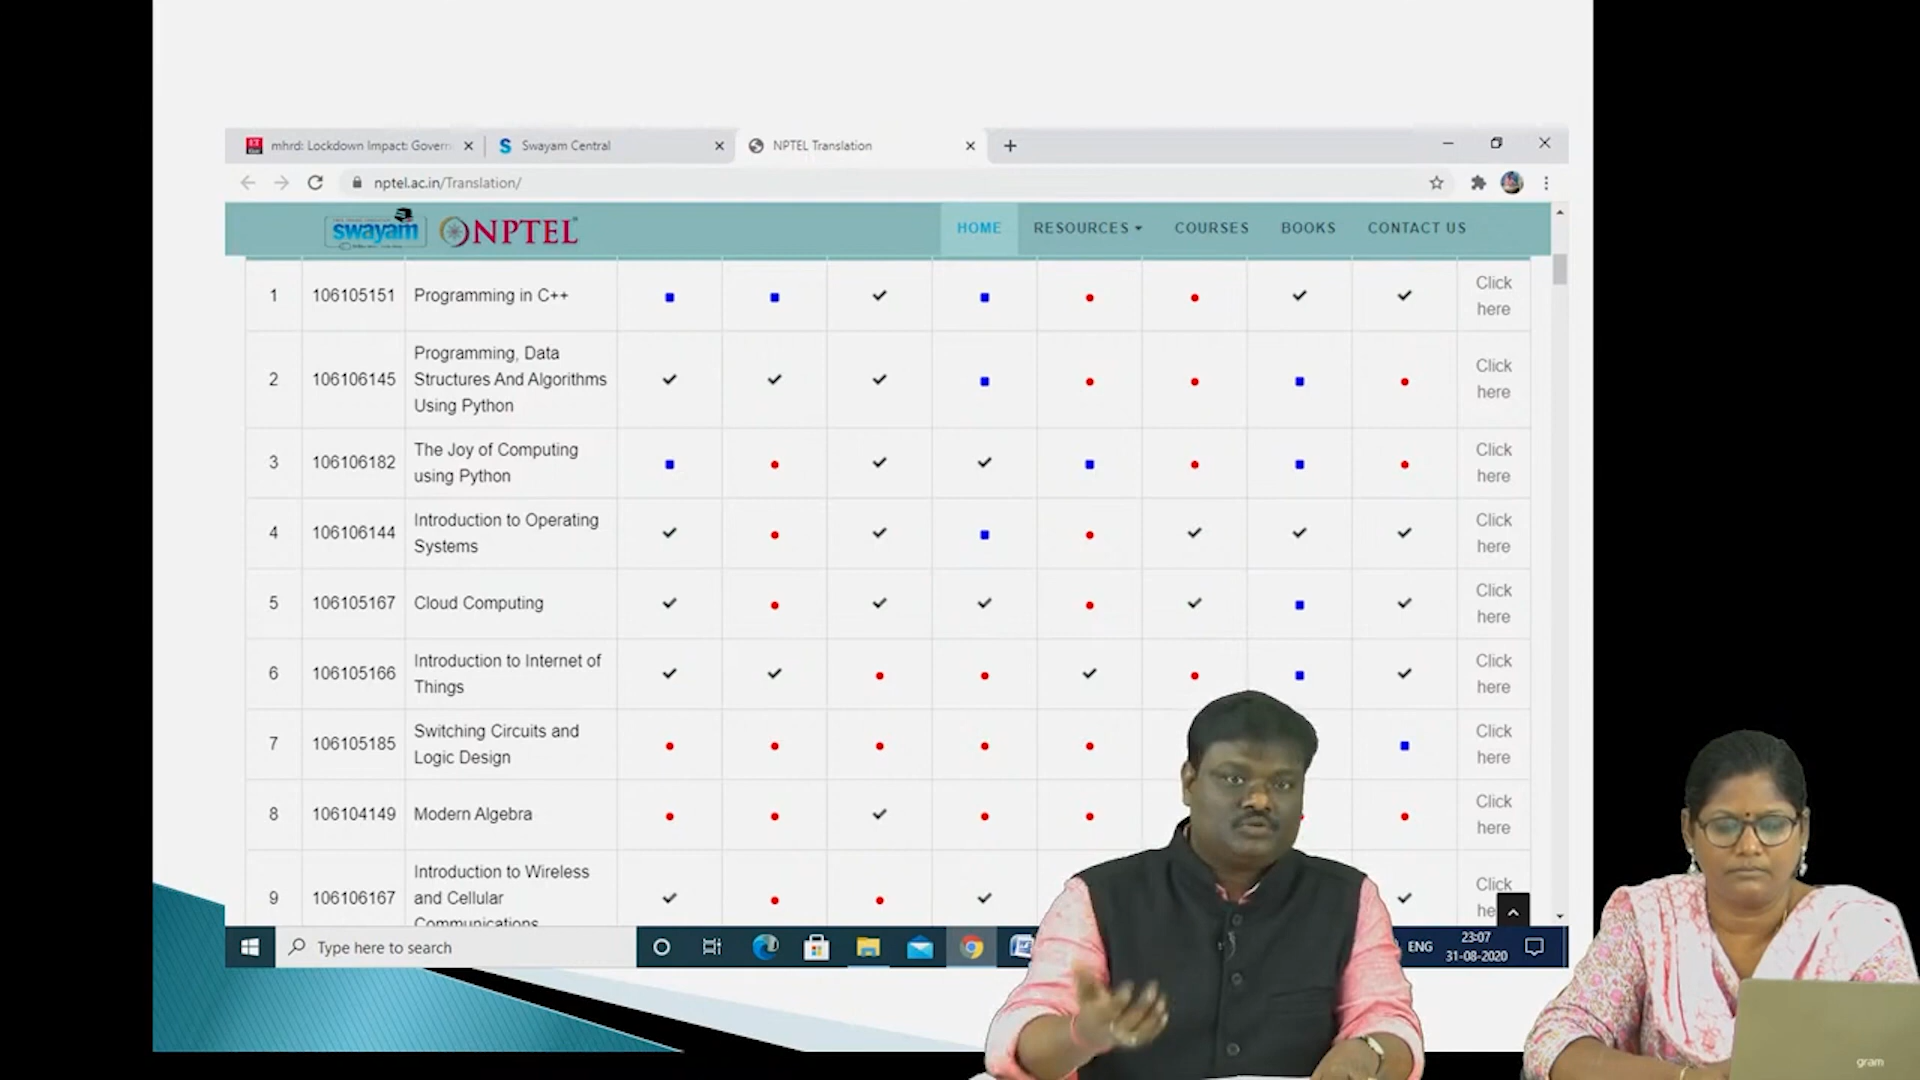 mhrd: Lockdown Impact: Govern
Swayam Central
NPTEL Translation
nptel.ac.in/Translation/
swayam
NPTEL
HOME
RESOURCES
COURSES
BOOKS
CONTACT US
1 106105151 Programming in C++ Click here
2 106106145 Programming, Data Structures And Algorithms Using Python Click here
3 106106182 The Joy of Computing using Python Click here
4 106106144 Introduction to Operating Systems Click here
5 106105167 Cloud Computing Click here
6 106105166 Introduction to Internet of Things Click here
7 106105185 Switching Circuits and Logic Design Click here
8 106104149 Modern Algebra Click here
9 106106167 Introduction to Wireless and Cellular Communications Click he
Type here to search
ENG
23:07
31-08-2020
gram